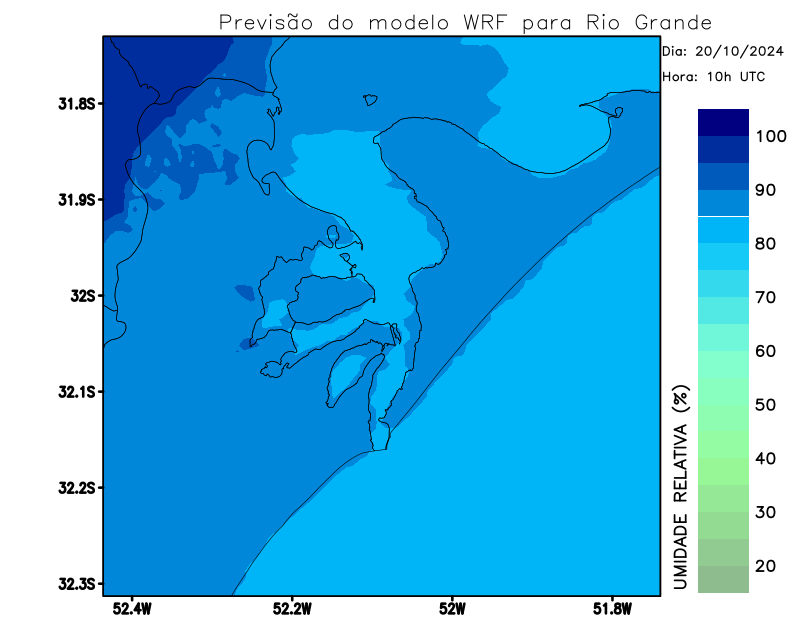 Previsão do modelo WRF para Rio Grande
Dia: 20/10/2024
Hora: 10h UTC
31.8S
31.9S
32S
32.1S
32.2S
32.3S
52.4W
52.2W
52W
51.8W
100
90
80
70
60
50
40
30
20
UMIDADE RELATIVA (%)